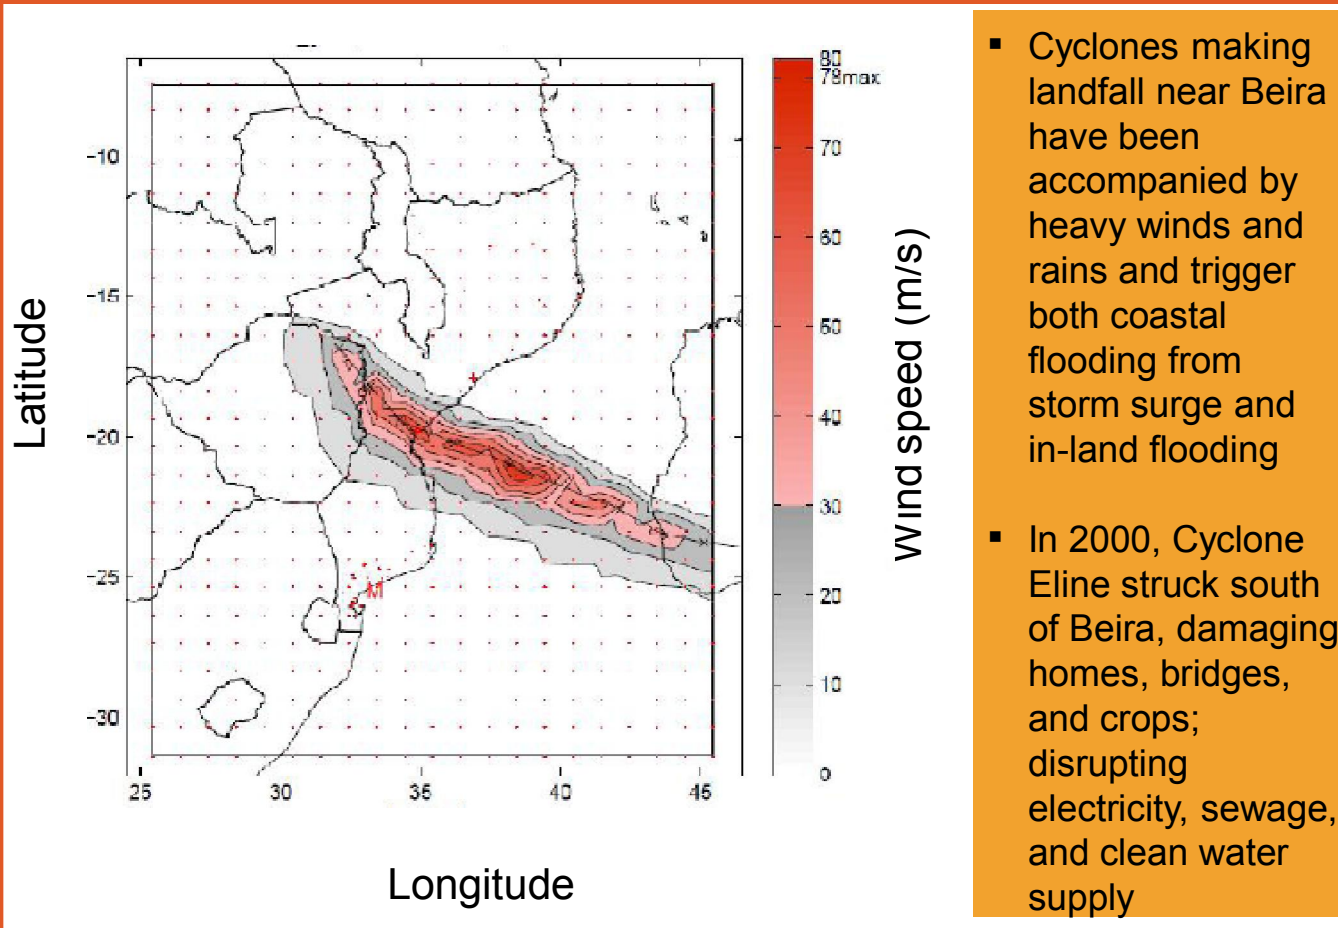 80
78max
70
60
50
40
30
20
10
0
Wind speed (m/s)
-10
-15
-20
-25
-30
Latitude
M
25
30
35
40
45
Longitude
▪ Cyclones making
landfall near Beira
have been
accompanied by
heavy winds and
rains and trigger
both coastal
flooding from
storm surge and
in-land flooding
▪ In 2000, Cyclone
Eline struck south
of Beira, damaging
homes, bridges,
and crops;
disrupting
electricity, sewage,
and clean water
supply